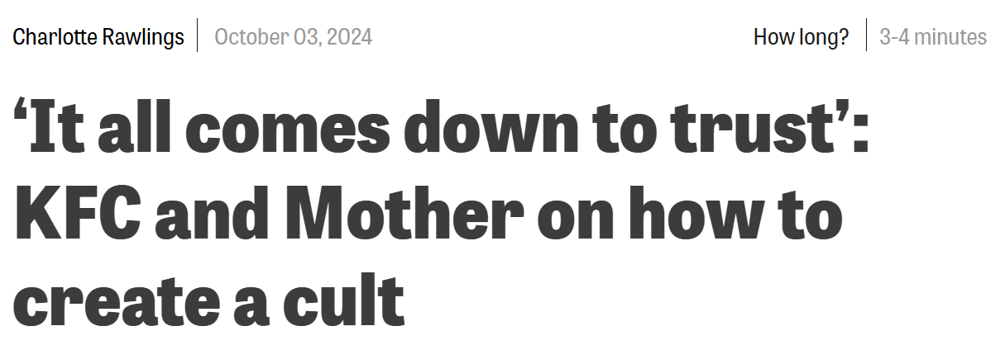 Charlotte Rawlings | October 03, 2024 How long? | 3-4 minutes
‘It all comes down to trust’:
KFC and Mother on how to
create a cult